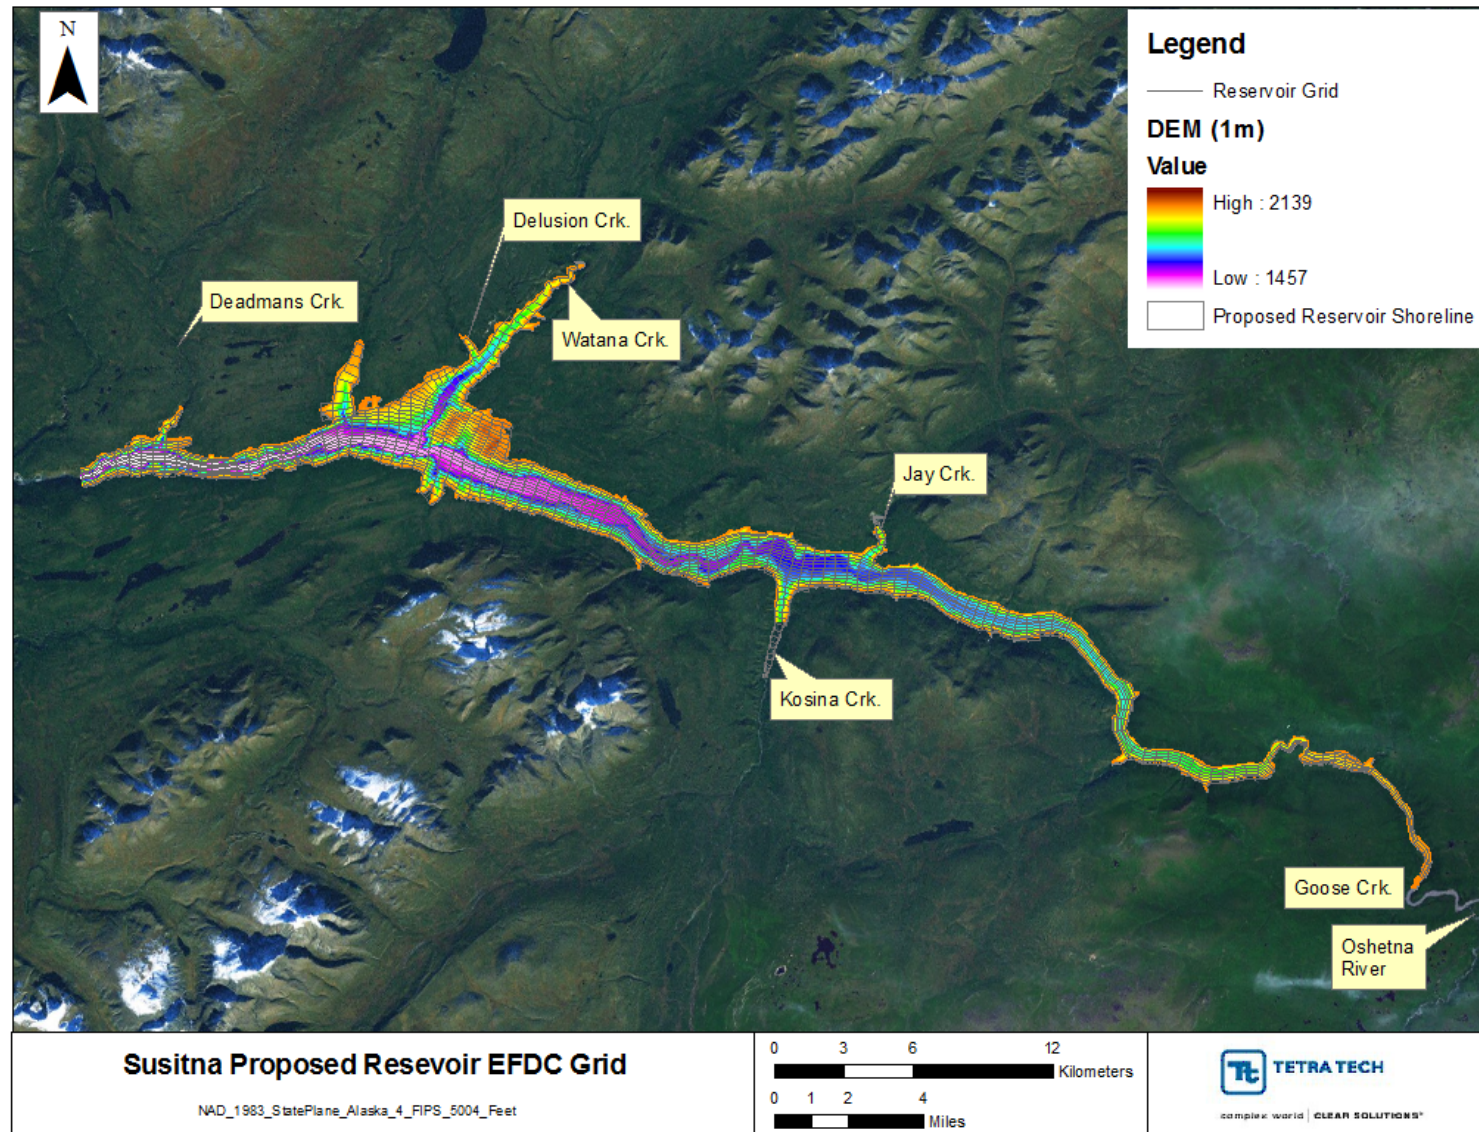 N
Legend
Reservoir Grid
DEM (1m)
Value
High : 2139
Low : 1457
Proposed Reservoir Shoreline
Delusion Crk.
Deadmans Crk.
Watana Crk.
Jay Crk.
Kosina Crk.
Goose Crk.
Oshetna
River
Susitna Proposed Resevoir EFDC Grid
NAD_1983_StatePlane_Alaska_4_FIPS_5004_Feet
0 3 6 12
Kilometers
0 1 2 4
Miles
Tt TETRA TECH
complex world | CLEAR SOLUTIONS™